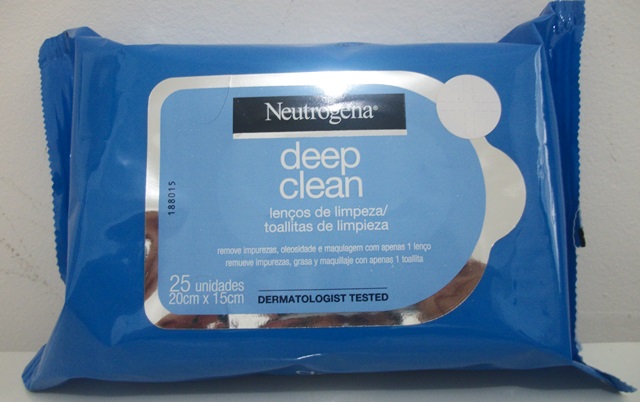 Neutrogena®
deep
clean
lenços de limpeza/
toallitas de limpieza
188015
remove impurezas, oleosidade e maquiagem com apenas 1 lenço
remueve impurezas, grasa y maquillaje con apenas 1 toallita
25 unidades
20cm x 15cm
DERMATOLOGIST TESTED